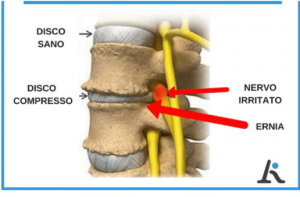 DISCO
SANO
DISCO
COMPRESSO
NERVO
IRRITATO
ERNIA